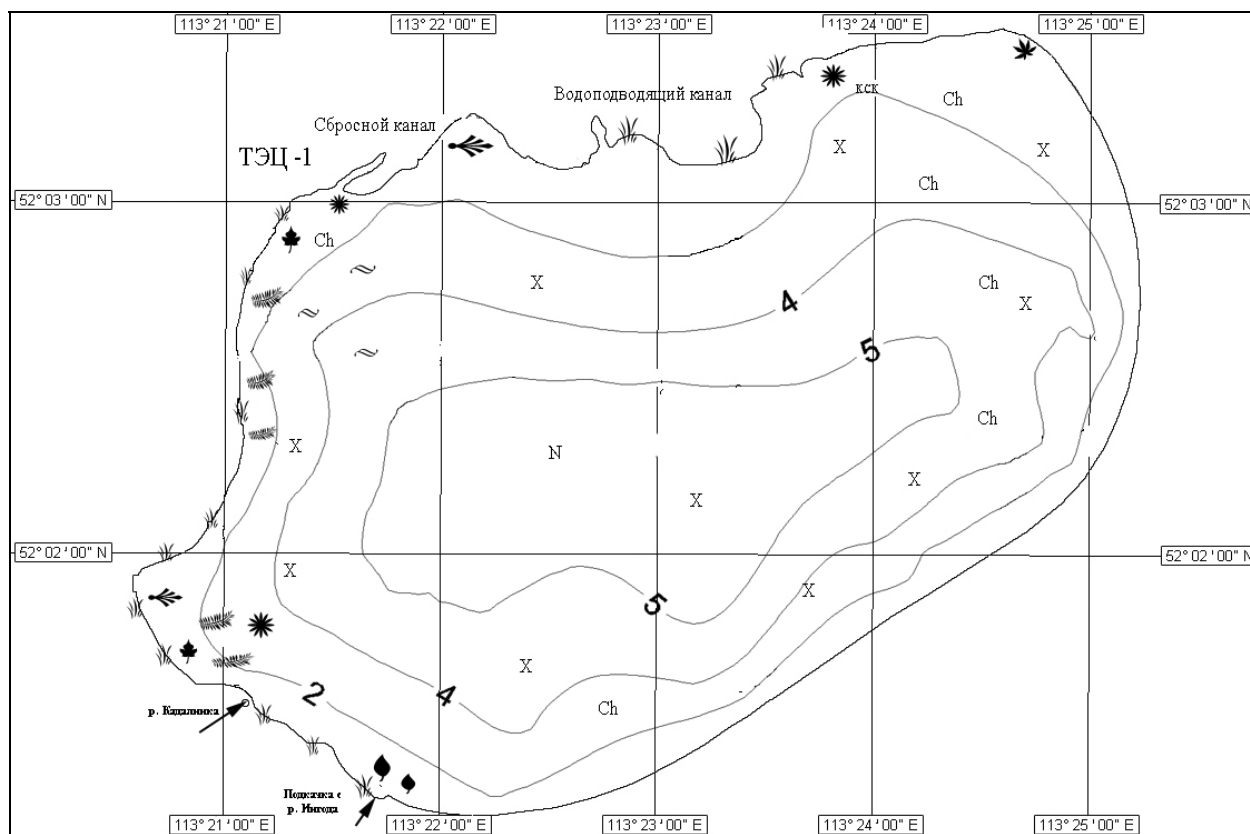 113° 21 ' 00" E 113° 22 ' 00" E 113° 23 ' 00" E 113° 24 ' 00" E 113° 25 ' 00" E
Водоподводящий канал
кск
Ch
Сбросной канал
X X
ТЭЦ -1
Ch
52° 03 ' 00" N 52° 03 ' 00" N
Ch
X 4 Ch
X
5
Ch
X N
X
X
52° 02 ' 00" N 52° 02 ' 00" N
X
X
5
X
2 4
Ch
р. Кадалинка
Подкачка с
р. Ингода
113° 21 ' 00" E 113° 22 ' 00" E 113° 23 ' 00" E 113° 24 ' 00" E 113° 25 ' 00" E